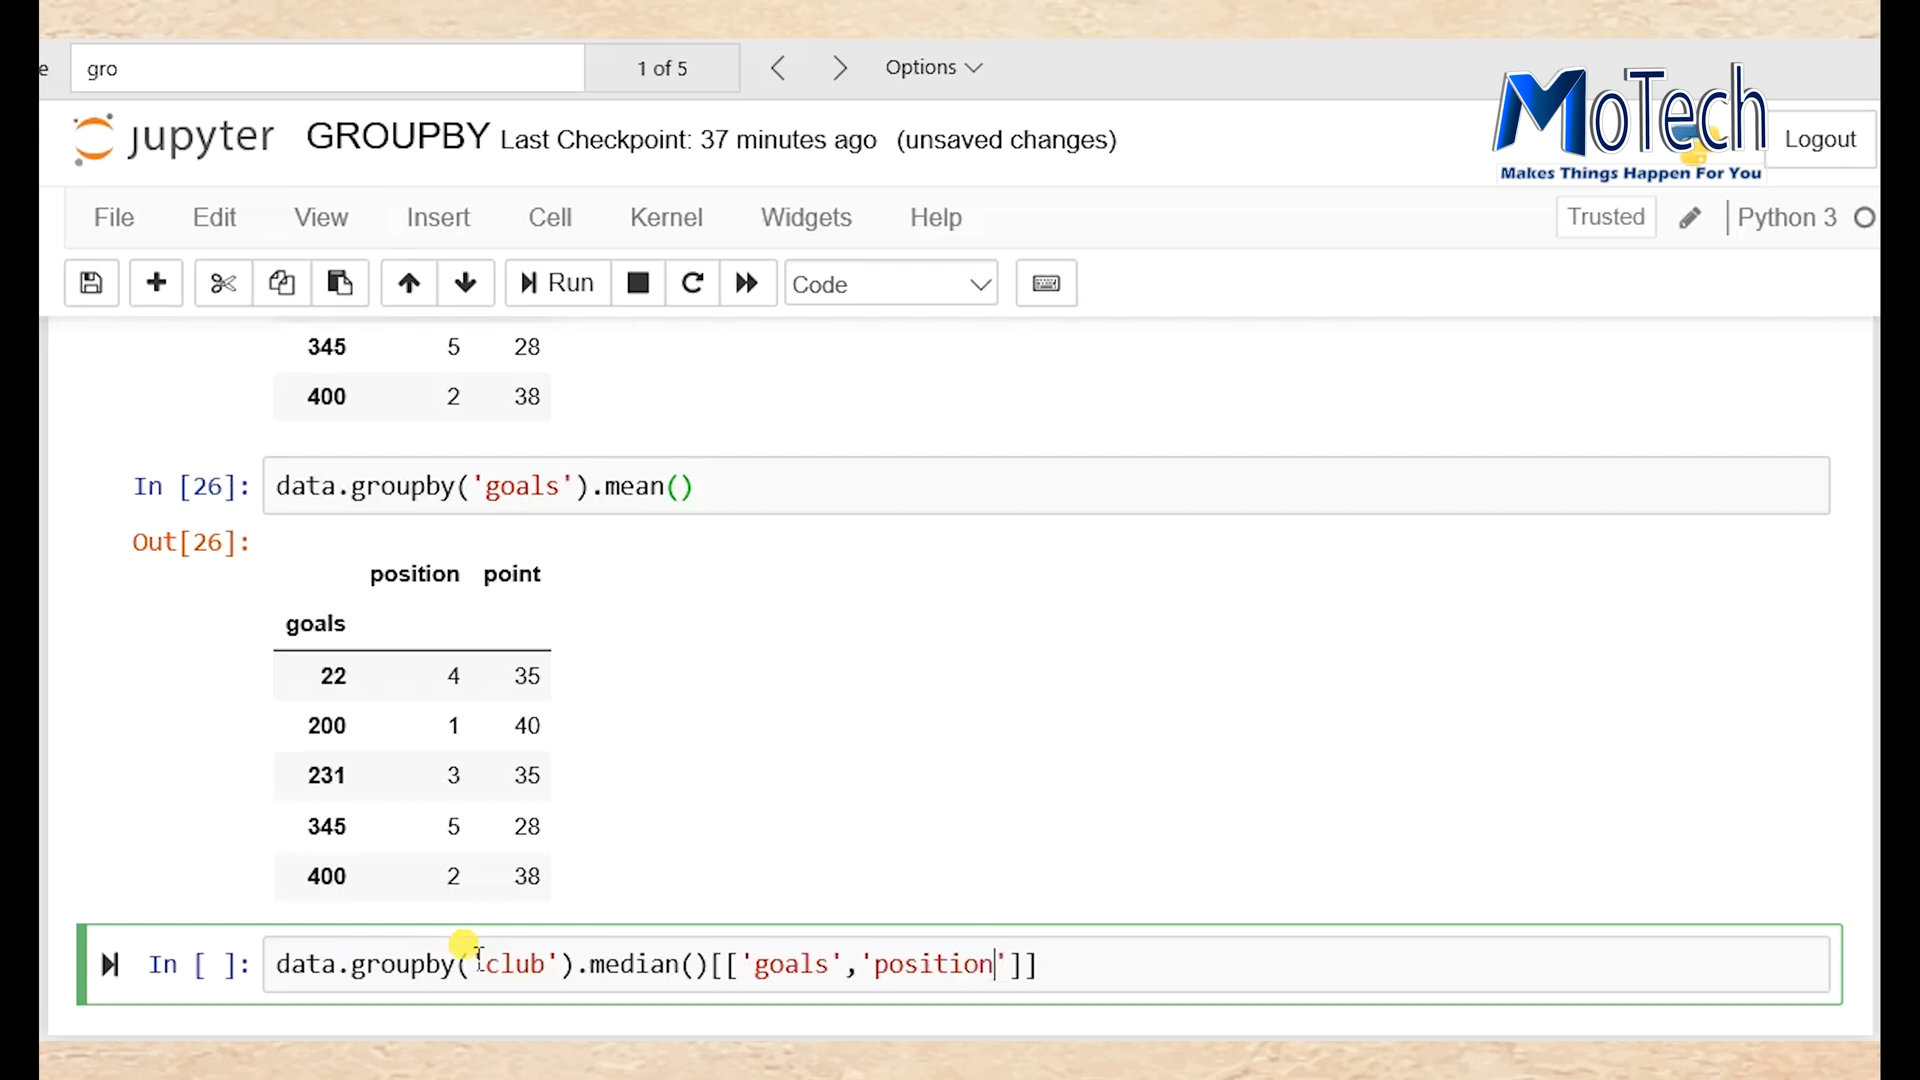 e gro 1 of 5 Options
jupyter GROUPBY Last Checkpoint: 37 minutes ago (unsaved changes) MoTech Logout
Makes Things Happen For You
File Edit View Insert Cell Kernel Widgets Help Trusted Python 3
Run Code
345 5 28
400 2 38
In [26]: data.groupby('goals').mean()
Out[26]:
position point
goals
22 4 35
200 1 40
231 3 35
345 5 28
400 2 38
In [ ]: data.groupby('club').median()[['goals','position']]